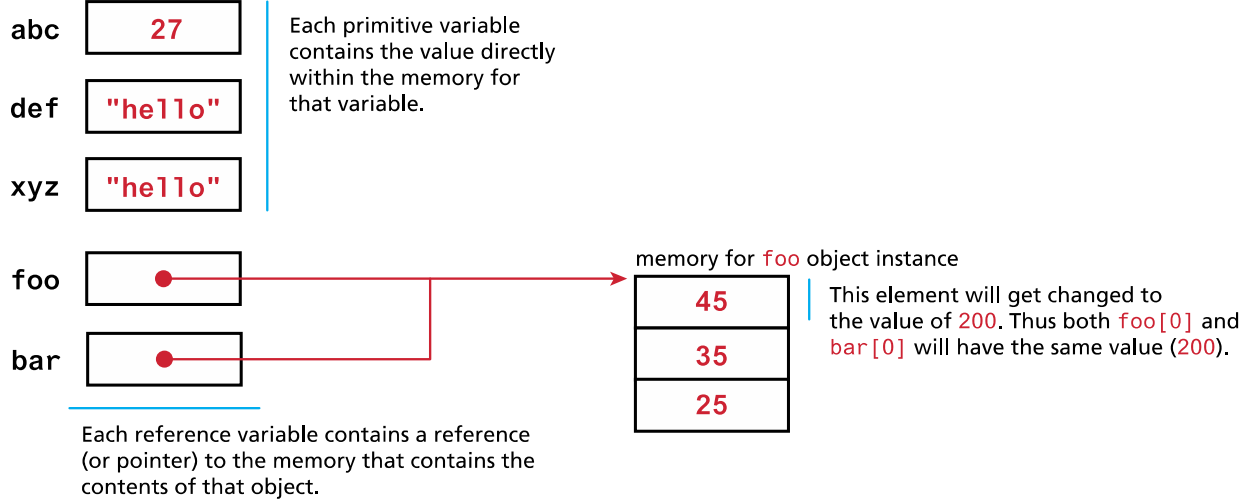 abc
27
Each primitive variable
contains the value directly
within the memory for
that variable.
def
"hello"
xyz
"hello"
foo
bar
memory for foo object instance
45
35
25
This element will get changed to
the value of 200. Thus both foo[0] and
bar[0] will have the same value (200).
Each reference variable contains a reference
(or pointer) to the memory that contains the
contents of that object.